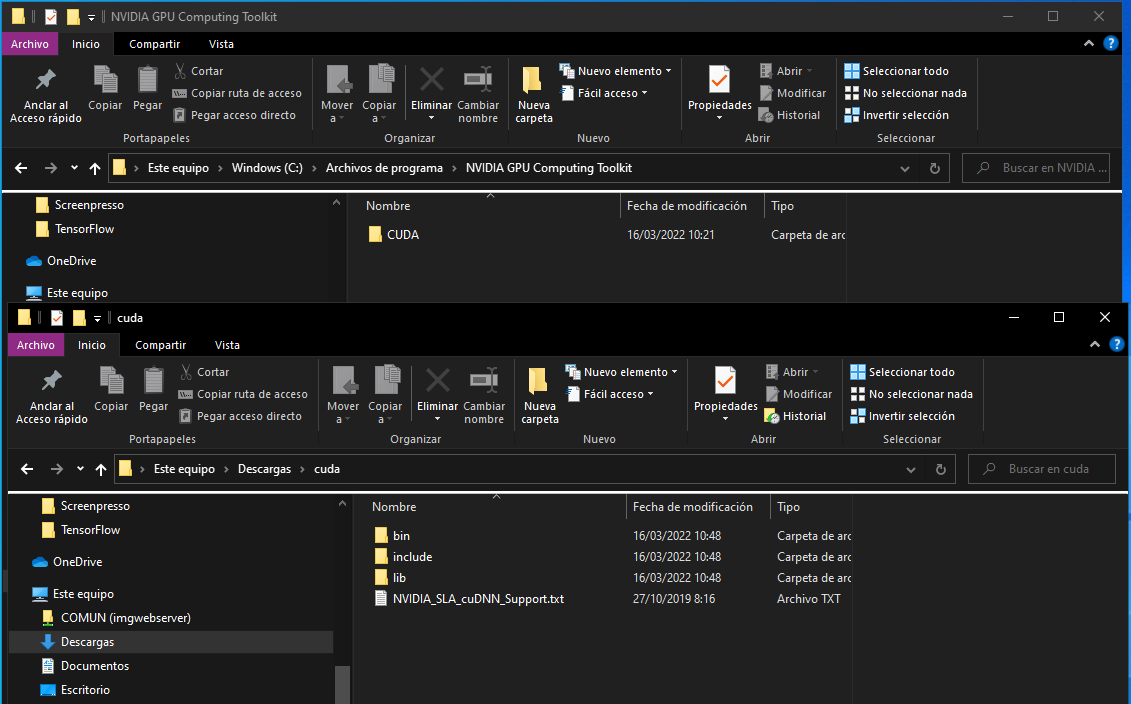 NVIDIA GPU Computing Toolkit
Archivo Inicio Compartir Vista
Anclar al Acceso rápido
Copiar
Pegar
Cortar
Copiar ruta de acceso
Pegar acceso directo
Portapapeles
Mover a
Copiar a
Eliminar
Cambiar nombre
Organizar
Nueva carpeta
Nuevo elemento
Fácil acceso
Nuevo
Propiedades
Abrir
Modificar
Historial
Abrir
Seleccionar todo
No seleccionar nada
Invertir selección
Seleccionar
Este equipo > Windows (C:) > Archivos de programa > NVIDIA GPU Computing Toolkit
Buscar en NVIDIA ...
Screenpresso
TensorFlow
OneDrive
Este equipo
Nombre Fecha de modificación Tipo
CUDA 16/03/2022 10:21 Carpeta de arc
cuda
Archivo Inicio Compartir Vista
Anclar al Acceso rápido
Copiar
Pegar
Cortar
Copiar ruta de acceso
Pegar acceso directo
Portapapeles
Mover a
Copiar a
Eliminar
Cambiar nombre
Organizar
Nueva carpeta
Nuevo elemento
Fácil acceso
Nuevo
Propiedades
Abrir
Modificar
Historial
Abrir
Seleccionar todo
No seleccionar nada
Invertir selección
Seleccionar
Este equipo > Descargas > cuda
Buscar en cuda
Screenpresso
TensorFlow
OneDrive
Este equipo
COMUN (imgwebserver)
Descargas
Documentos
Escritorio
Nombre Fecha de modificación Tipo
bin 16/03/2022 10:48 Carpeta de arc
include 16/03/2022 10:48 Carpeta de arc
lib 16/03/2022 10:48 Carpeta de arc
NVIDIA_SLA_cuDNN_Support.txt 27/10/2019 8:16 Archivo TXT